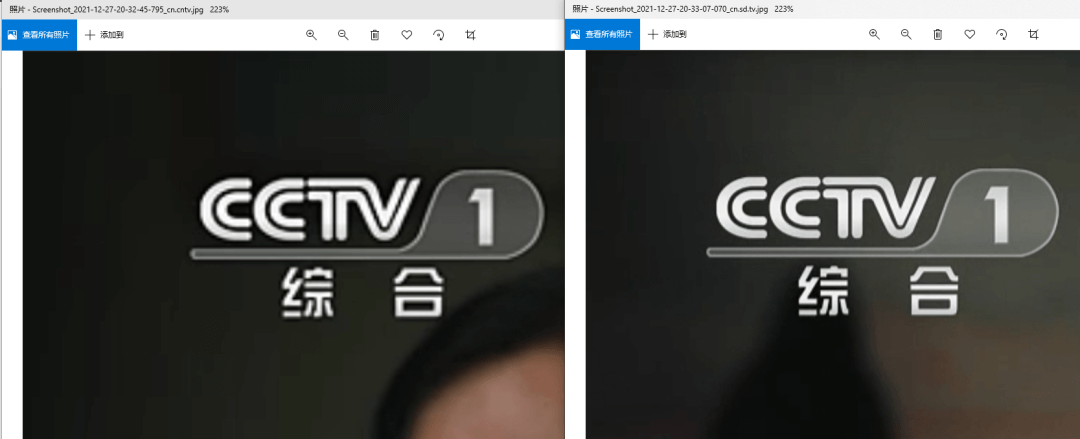 照片 - Screenshot_2021-12-27-20-32-45-795_cn.cntv.jpg 223%
查看所有照片 添加到
CCTV 1
综 合
照片 - Screenshot_2021-12-27-20-33-07-070_cn.sd.tv.jpg 223%
查看所有照片 添加到
CCTV 1
综 合